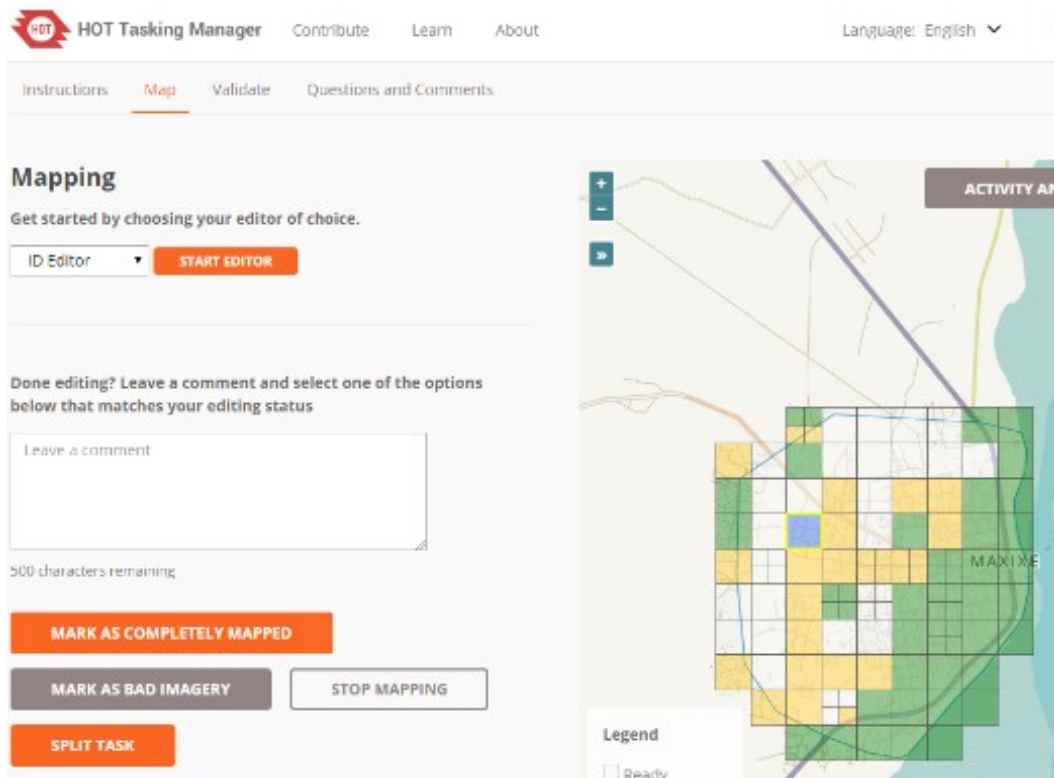 HOT
HOT Tasking Manager
Contribute
Learn
About
Language: English
Instructions
Map
Validate
Questions and Comments
Mapping
Get started by choosing your editor of choice.
ID Editor
START EDITOR
Done editing? Leave a comment and select one of the options
below that matches your editing status
Leave a comment
500 characters remaining
MARK AS COMPLETELY MAPPED
MARK AS BAD IMAGERY
STOP MAPPING
SPLIT TASK
+
−
»
ACTIVITY AN
MAXIXE
Legend
Ready